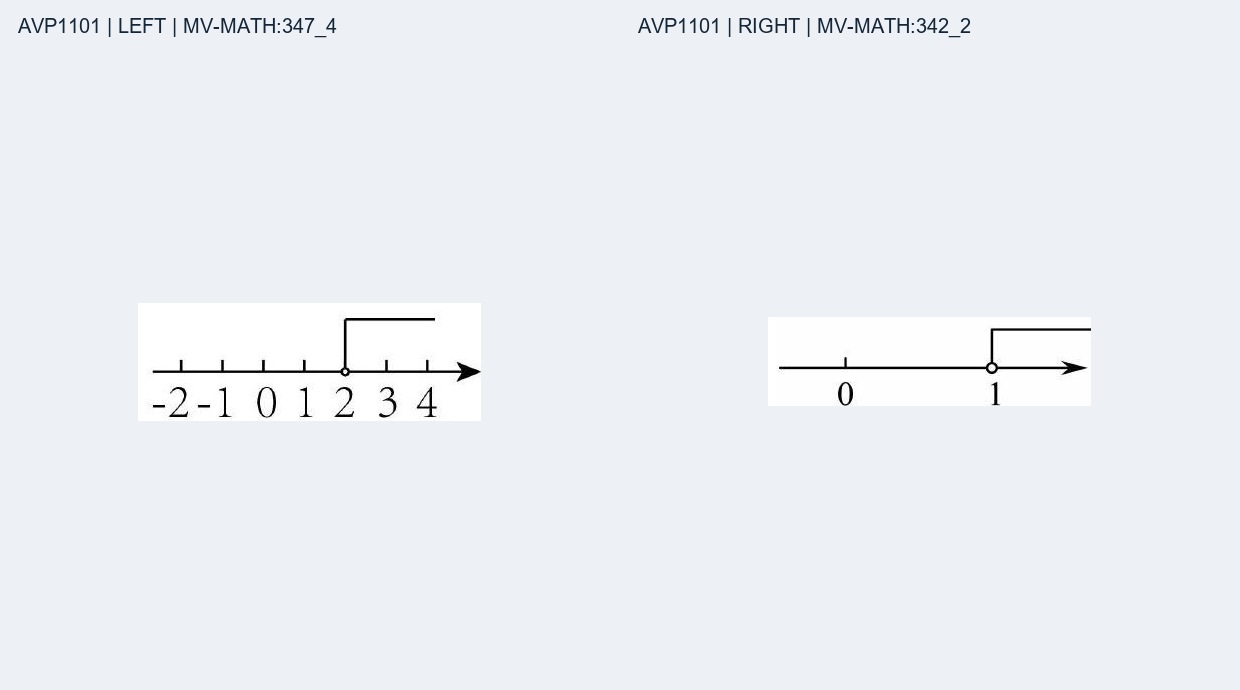 AVP1101 | LEFT | MV-MATH:347_4
AVP1101 | RIGHT | MV-MATH:342_2
-2 -1 0 1 2 3 4
0 1